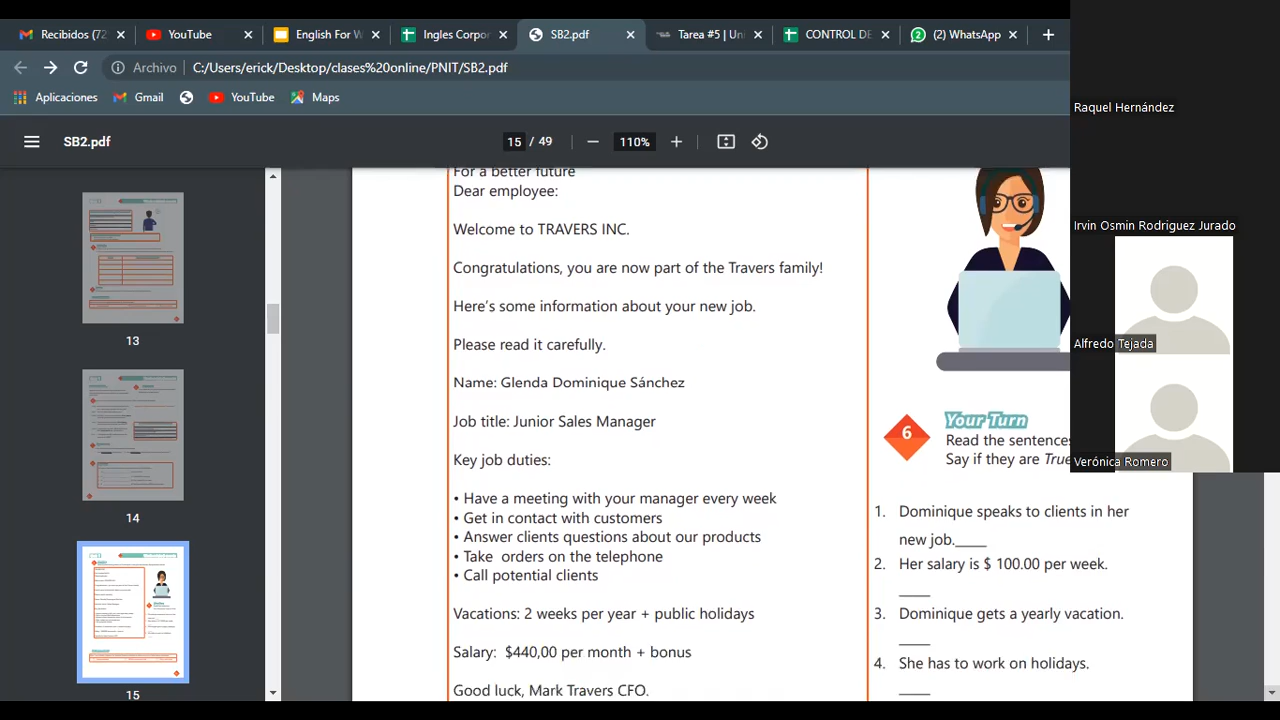 Recibidos (72
YouTube
English For W
Ingles Corpor
SB2.pdf
Tarea #5 | Uni
CONTROL DE
(2) WhatsApp
Archivo
C:/Users/erick/Desktop/clases%20online/PNIT/SB2.pdf
Aplicaciones
Gmail
YouTube
Maps
SB2.pdf
15 / 49
110%
13
14
15
For a better future
Dear employee:
Welcome to TRAVERS INC.
Congratulations, you are now part of the Travers family!
Here's some information about your new job.
Please read it carefully.
Name: Glenda Dominique Sánchez
Job title: Junior Sales Manager
Key job duties:
• Have a meeting with your manager every week
• Get in contact with customers
• Answer clients questions about our products
• Take orders on the telephone
• Call potential clients
Vacations: 2 weeks per year + public holidays
Salary: $440,00 per month + bonus
Good luck, Mark Travers CFO.
6
Your Turn
Read the sentences
Say if they are True
1. Dominique speaks to clients in her
new job.____
2. Her salary is $ 100.00 per week.
____
3. Dominique gets a yearly vacation.
____
4. She has to work on holidays.
____
Raquel Hernández
Irvin Osmin Rodríguez Jurado
Alfredo Tejada
Verónica Romero